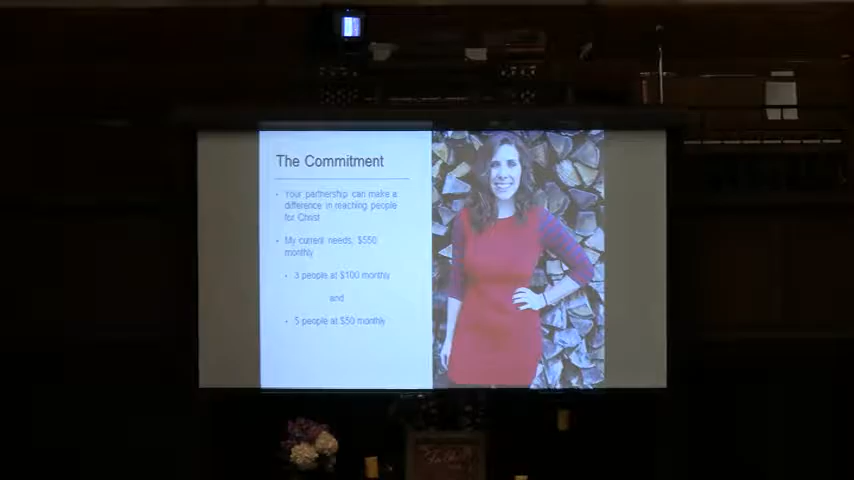 The Commitment
Your partnership can make a
difference in reaching people
for Christ
My current needs, $550
monthly
3 people at $100 monthly
and
5 people at $50 monthly